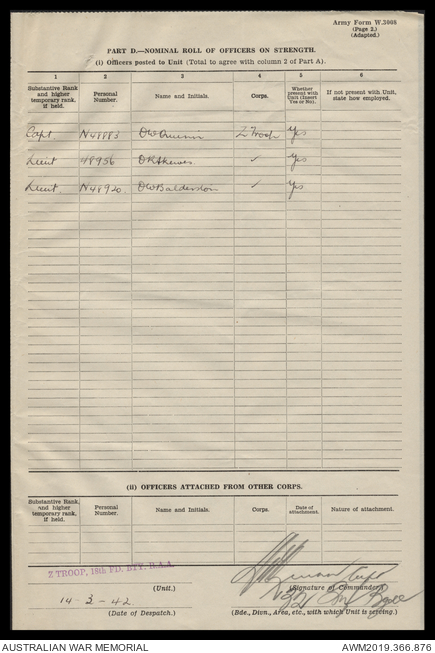 Army Form W.3008
(Page 2.)
(Adapted.)
PART D.—NOMINAL ROLL OF OFFICERS ON STRENGTH.
(i) Officers posted to Unit (Total to agree with column 2 of Part A).
1 2 3 4 5 6
Substantive Rank and higher temporary rank, if held. Personal Number. Name and Initials. Corps. Whether present with Unit (Insert Yes or No). If not present with Unit, state how employed.
Capt. N48883 Z Troop Yes
Lieut 48956 ✓ Yes
Lieut. N48920 OW Balderston ✓ Yes
(ii) OFFICERS ATTACHED FROM OTHER CORPS.
Substantive Rank and higher temporary rank, if held. Personal Number. Name and Initials. Corps. Date of attachment. Nature of attachment.
Z TROOP, 18th FD. BTY. R.A.A.
(Unit.) (Signature of Commander)
14-3-42
(Date of Despatch.) (Bde., Divn., Area, etc., with which Unit is serving.)
AUSTRALIAN WAR MEMORIAL AWM2019.366.876